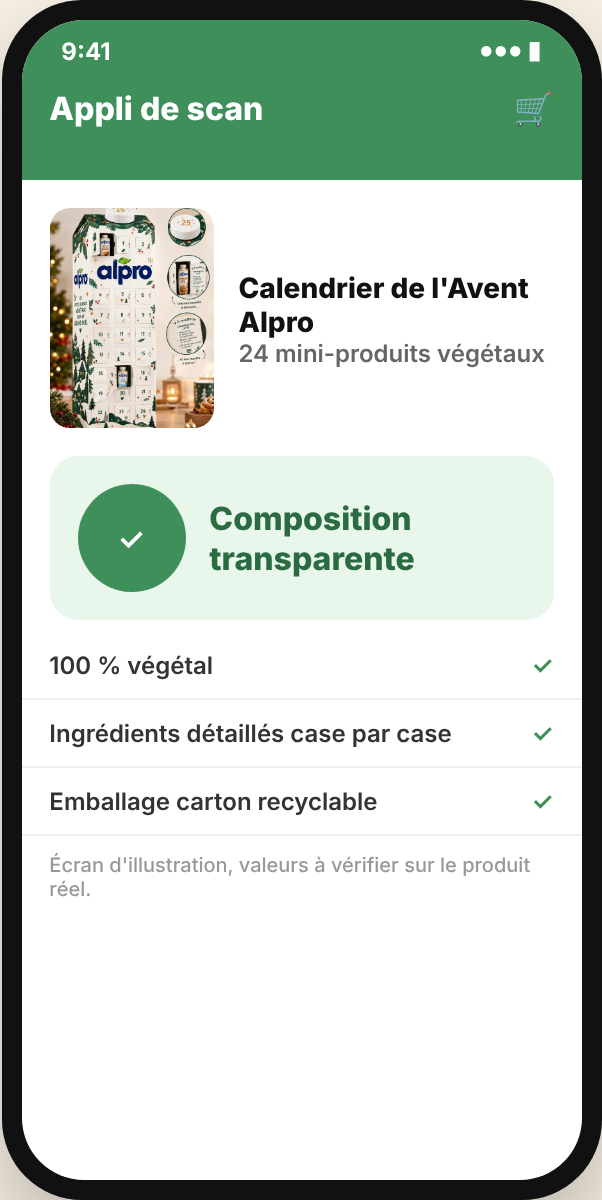 9:41
Appli de scan
25
25
alpro
alpro
Calendrier de l'Avent
Alpro
24 mini-produits végétaux
Composition
transparente
100 % végétal
Ingrédients détaillés case par case
Emballage carton recyclable
Écran d'illustration, valeurs à vérifier sur le produit
réel.